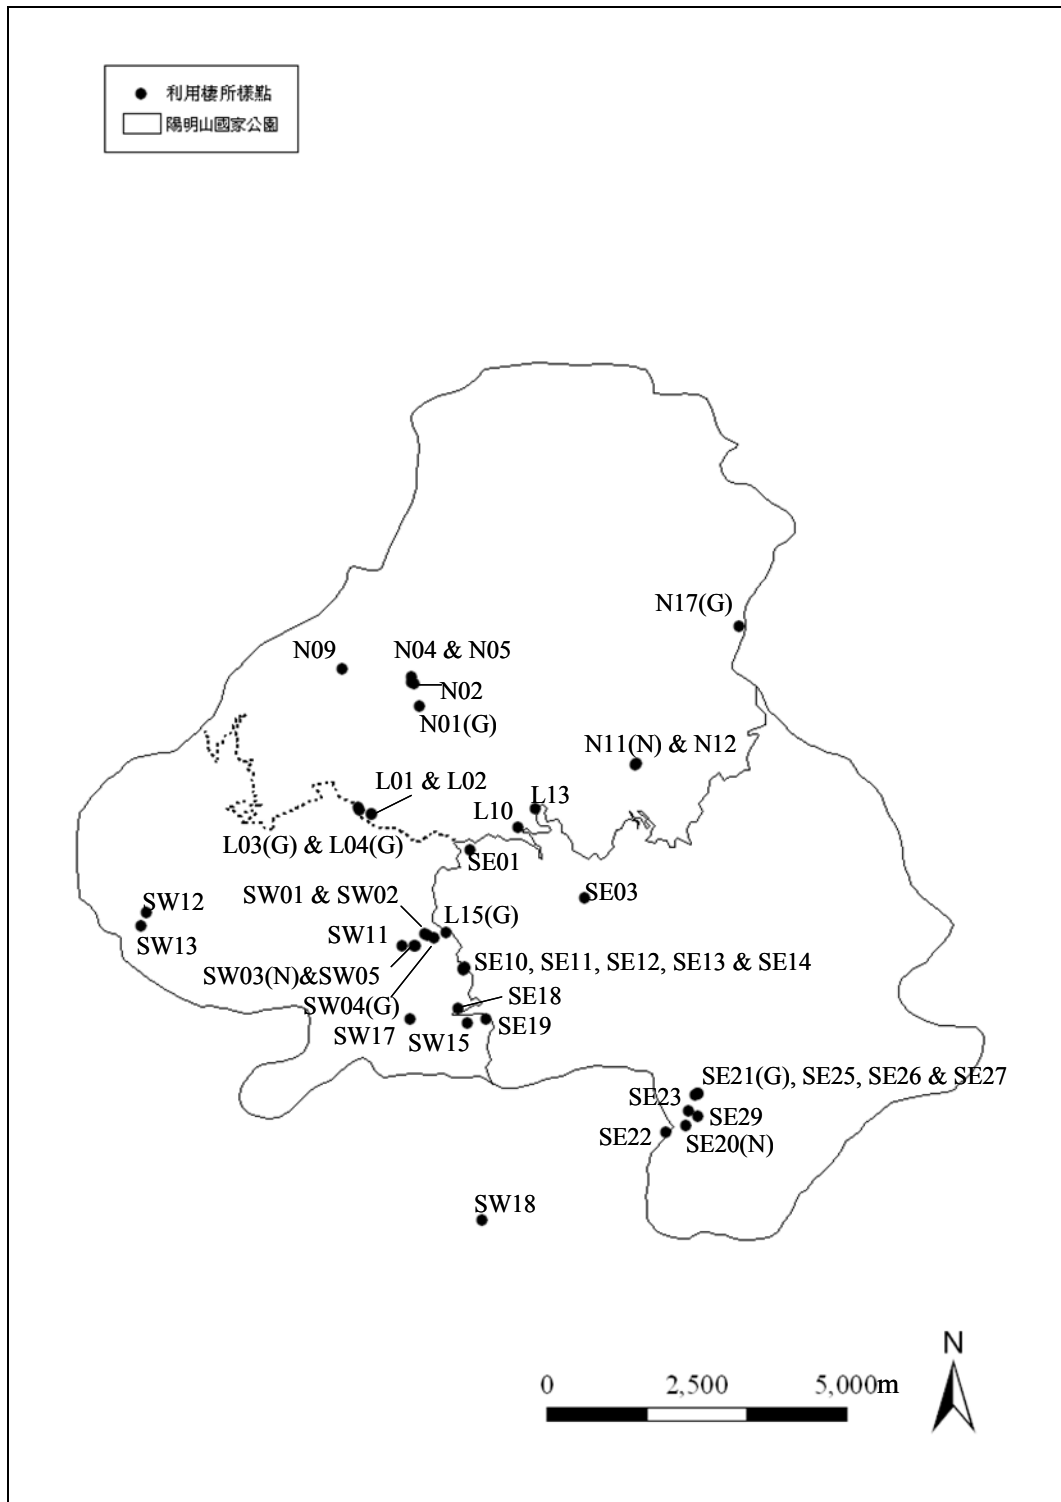 利用棲所樣點
陽明山國家公園
N17(G)
N09
N04 & N05
N02
N01(G)
N11(N) & N12
L01 & L02
L13
L10
L03(G) & L04(G)
SE01
SW01 & SW02
SE03
SW12
L15(G)
SW11
SW13
SE10, SE11, SE12, SE13 & SE14
SW03(N)&SW05
SE18
SW04(G)
SE19
SW17
SW15
SE21(G), SE25, SE26 & SE27
SE23
SE29
SE22
SE20(N)
SW18
N
0 2,500 5,000m